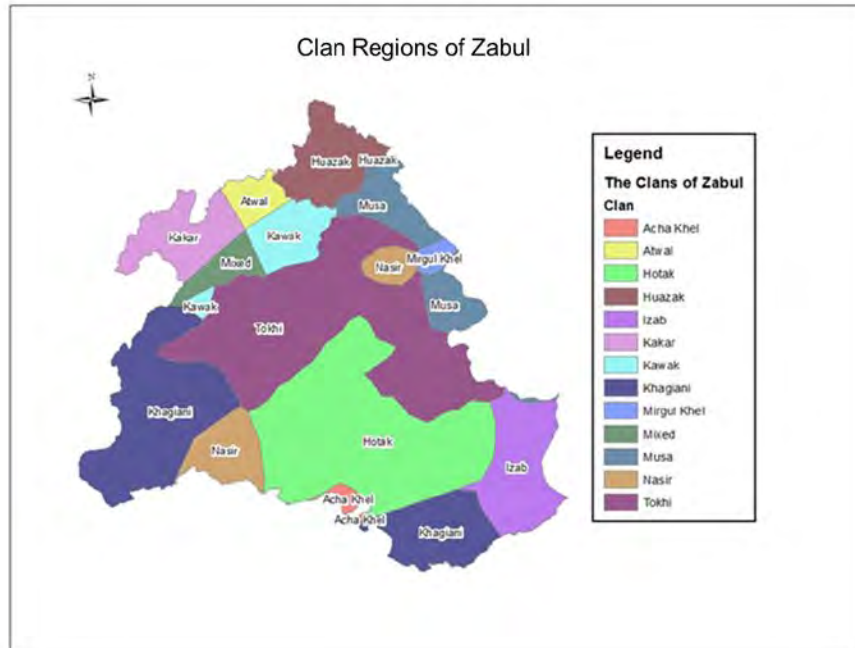 Clan Regions of Zabul
N
Huazak
Huazak
Atwal
Musa
Kakar
Kawak
Mixed
Nasir
Mirgul Khel
Kawak
Musa
Tokhi
Khagiani
Nasir
Hotak
Izab
Acha Khel
Acha Khel
Khagiani
Legend
The Clans of Zabul
Clan
Acha Khel
Atwal
Hotak
Huazak
Izab
Kakar
Kawak
Khagiani
Mirgul Khel
Mixed
Musa
Nasir
Tokhi